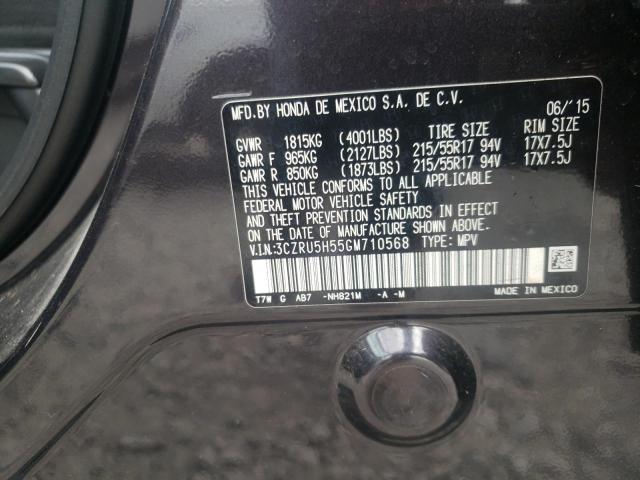 MFD.BY HONDA DE MEXICO S.A. DE C.V. 06/'15
GVWR 1815KG (4001LBS) TIRE SIZE RIM SIZE
GAWR F 965KG (2127LBS) 215/55R17 94V 17X7.5J
GAWR R 850KG (1873LBS) 215/55R17 94V 17X7.5J
THIS VEHICLE CONFORMS TO ALL APPLICABLE
FEDERAL MOTOR VEHICLE SAFETY
AND THEFT PREVENTION STANDARDS IN EFFECT
ON THE DATE OF MANUFACTURE SHOWN ABOVE.
V.I.N:3CZRU5H55GM710568 TYPE: MPV
T7W G AB7 -NH821M -A -M MADE IN MEXICO